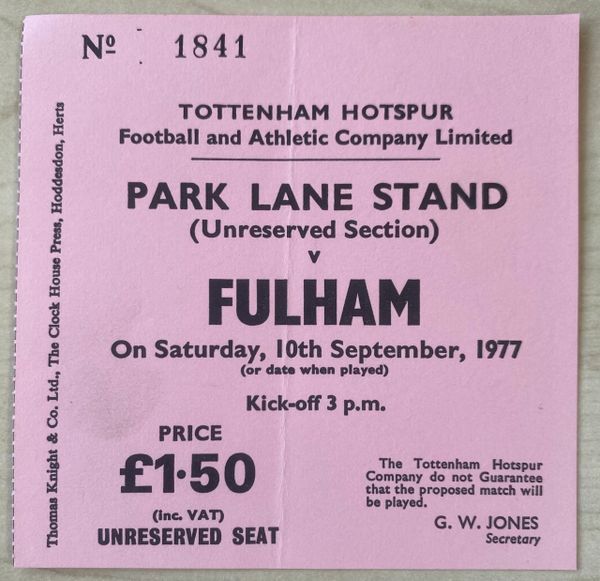 Nº 1841
TOTTENHAM HOTSPUR
Football and Athletic Company Limited
PARK LANE STAND
(Unreserved Section)
v
FULHAM
On Saturday, 10th September, 1977
(or date when played)
Kick-off 3 p.m.
PRICE
£1·50
(inc. VAT)
UNRESERVED SEAT
The Tottenham Hotspur
Company do not Guarantee
that the proposed match will
be played.
G. W. JONES
Secretary
Thomas Knight & Co. Ltd., The Clock House Press, Hoddesdon, Herts